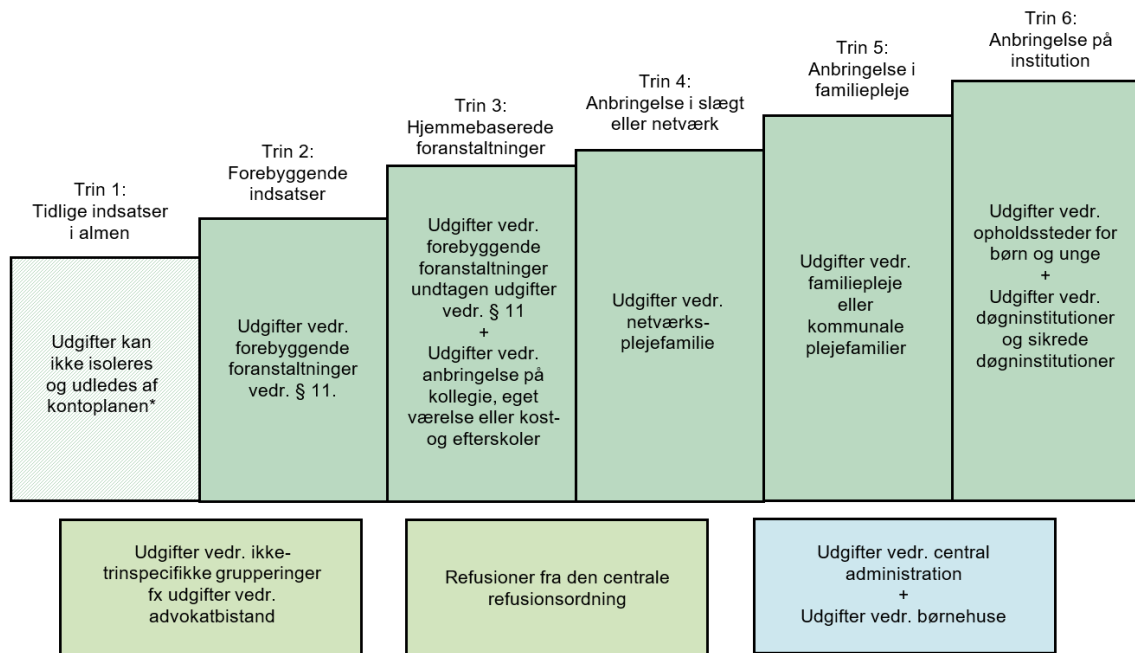 Trin 1:
Tidlige indsatser
i almen
Udgifter kan
ikke isoleres
og udledes af
kontoplanen*
Trin 2:
Forebyggende
indsatser
Udgifter vedr.
forebyggende
foranstaltninger
vedr. § 11.
Trin 3:
Hjemmebaserede
foranstaltninger
Udgifter vedr.
forebyggende
foranstaltninger
undtagen udgifter
vedr. § 11
+
Udgifter vedr.
anbringelse på
kollegie, eget
værelse eller kost-
og efterskoler
Trin 4:
Anbringelse i slægt
eller netværk
Udgifter vedr.
netværks-
plejefamilie
Trin 5:
Anbringelse i
familiepleje
Udgifter vedr.
familiepleje
eller
kommunale
plejefamilier
Trin 6:
Anbringelse på
institution
Udgifter vedr.
opholdssteder for
børn og unge
+
Udgifter vedr.
døgninstitutioner
og sikrede
døgninstitutioner
Udgifter vedr. ikke-
trinspecifikke grupperinger
fx udgifter vedr.
advokatbistand
Refusioner fra den centrale
refusionsordning
Udgifter vedr. central
administration
+
Udgifter vedr. børnehuse